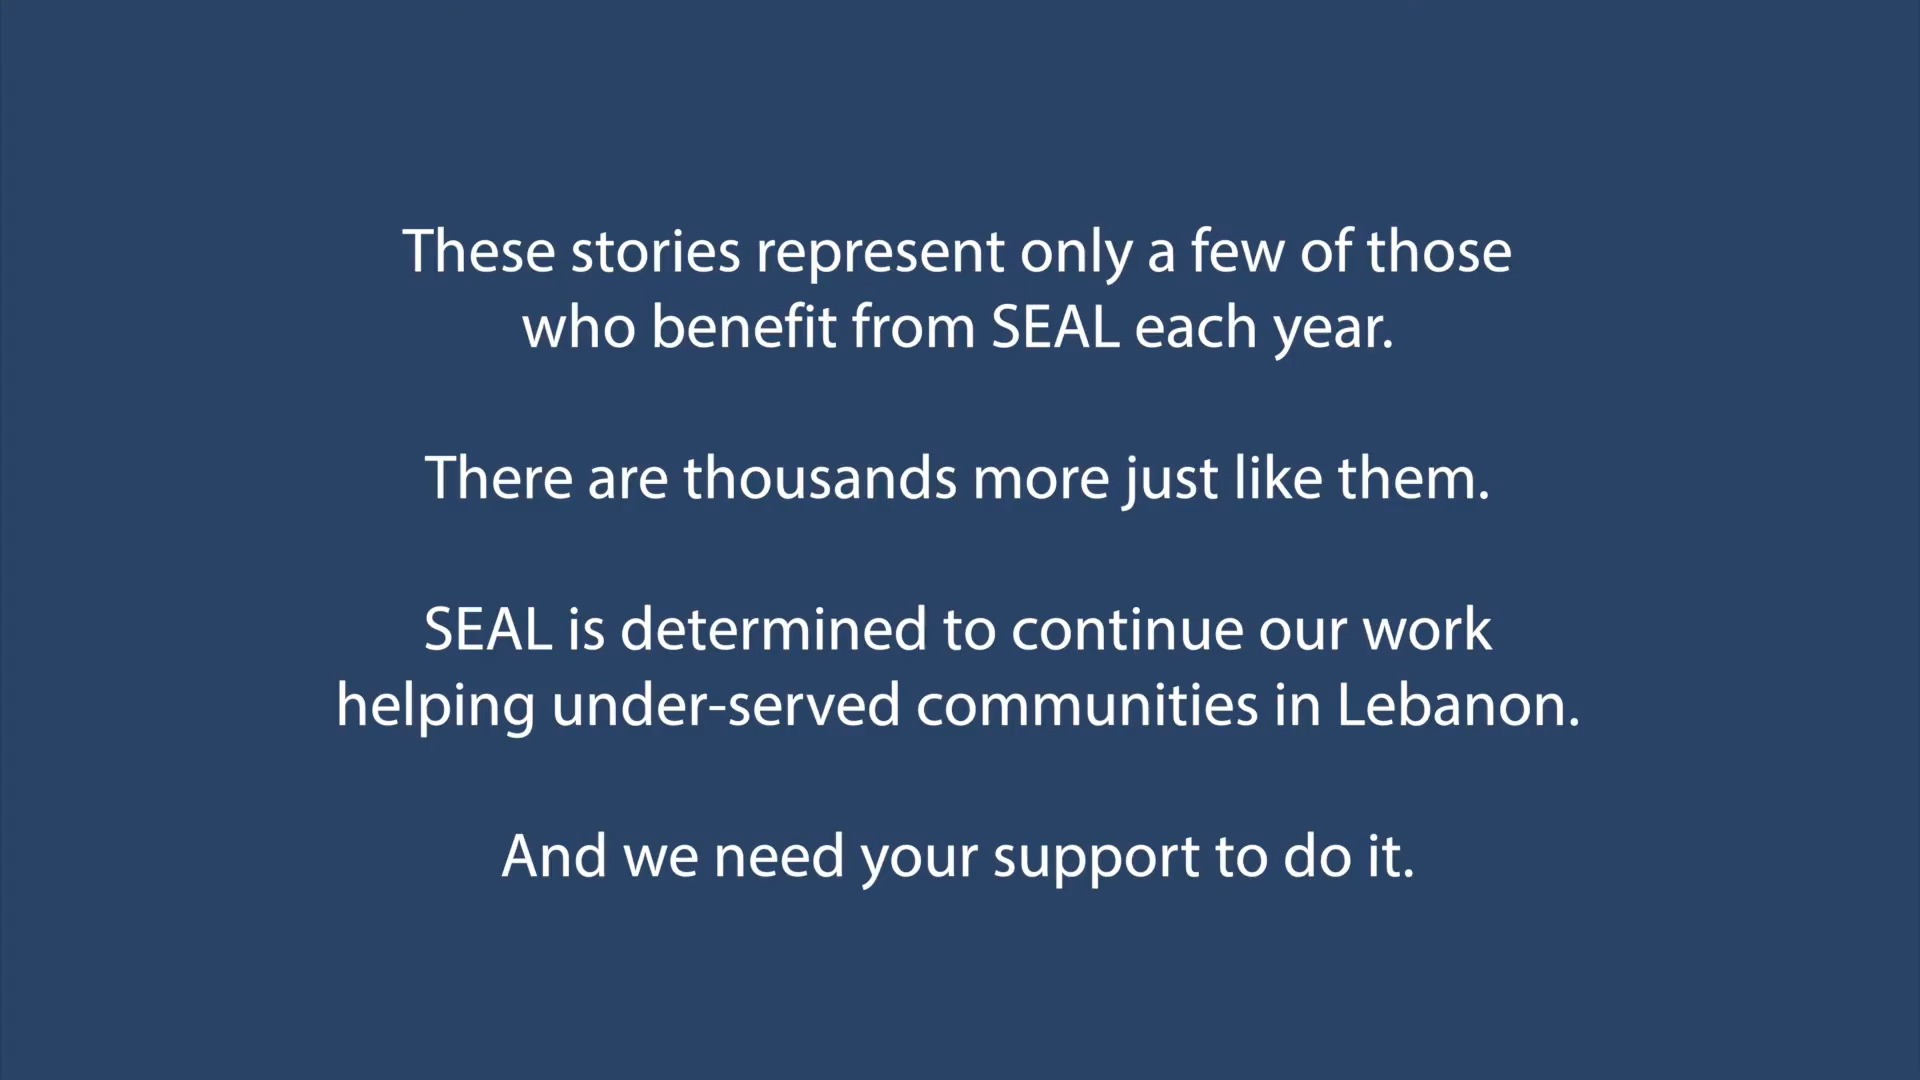 These stories represent only a few of those
who benefit from SEAL each year.
There are thousands more just like them.
SEAL is determined to continue our work
helping under-served communities in Lebanon.
And we need your support to do it.